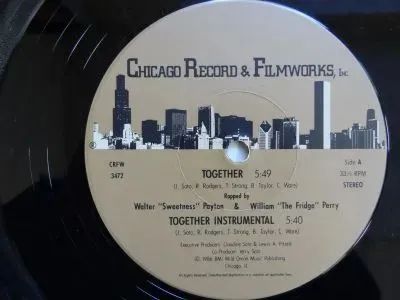 CHICAGO RECORD & FILMWORKS, INC
CRFW
3472
Side A
33⅓ RPM
STEREO
TOGETHER 5:49
(J. Soto, R. Rodgers, T. Strong, B. Taylor, C. Ware)
Rapped by
Walter "Sweetness" Payton & William "The Fridge" Perry
TOGETHER INSTRUMENTAL 5:40
(J. Soto, R. Rodgers, T. Strong, B. Taylor, C. Ware)
Executive Producers: Claudete Soto & Lewis A. Pitzele
Co-Producer Jerry Soto
© 1986 BMI Wild Onion Music Publishing
Chicago, IL